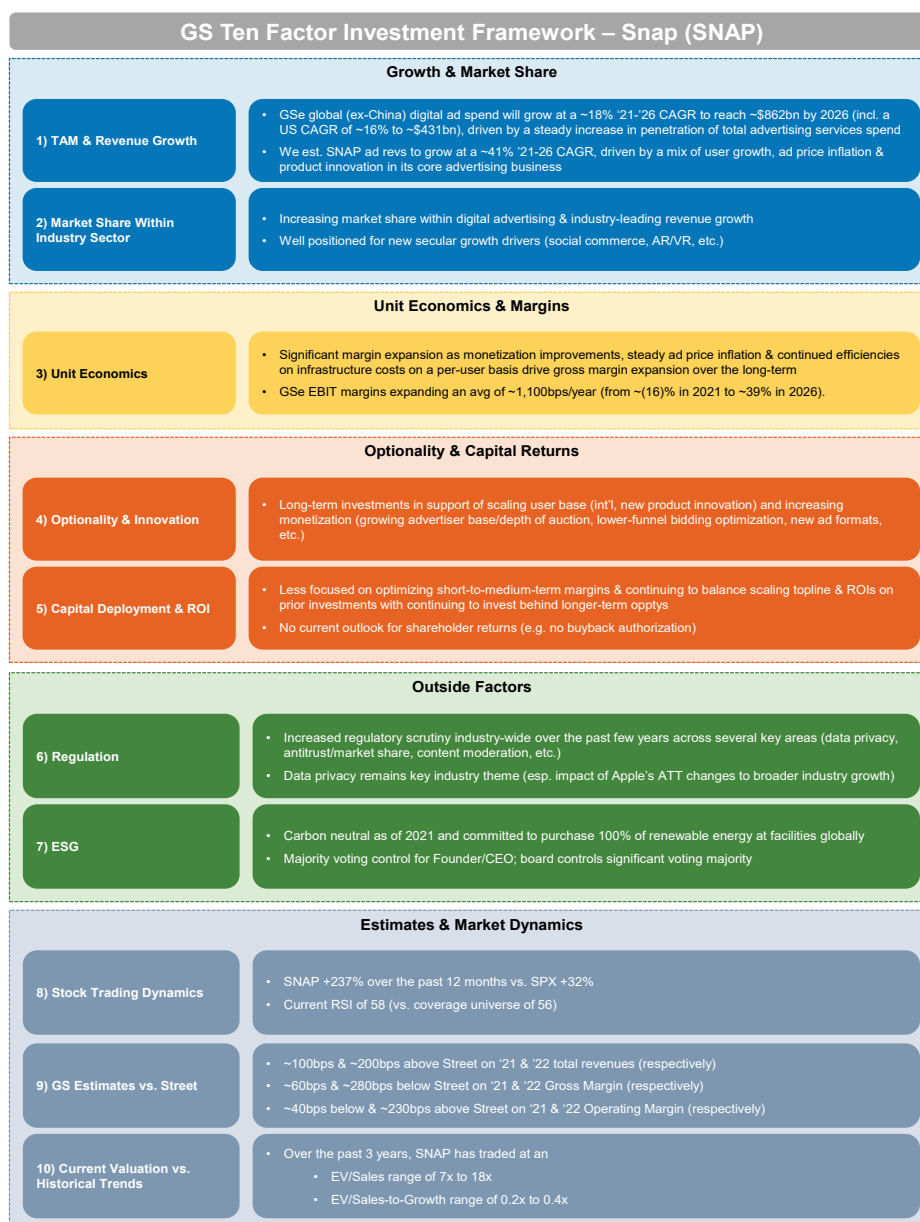 GS Ten Factor Investment Framework – Snap (SNAP)
Growth & Market Share
1) TAM & Revenue Growth
• GSe global (ex-China) digital ad spend will grow at a ~18% ‘21-’26 CAGR to reach ~$862bn by 2026 (incl. a
US CAGR of ~16% to ~$431bn), driven by a steady increase in penetration of total advertising services spend
• We est. SNAP ad revs to grow at a ~41% ’21-26 CAGR, driven by a mix of user growth, ad price inflation &
product innovation in its core advertising business
2) Market Share Within
Industry Sector
• Increasing market share within digital advertising & industry-leading revenue growth
• Well positioned for new secular growth drivers (social commerce, AR/VR, etc.)
Unit Economics & Margins
3) Unit Economics
• Significant margin expansion as monetization improvements, steady ad price inflation & continued efficiencies
on infrastructure costs on a per-user basis drive gross margin expansion over the long-term
• GSe EBIT margins expanding an avg of ~1,100bps/year (from ~(16)% in 2021 to ~39% in 2026).
Optionality & Capital Returns
4) Optionality & Innovation
• Long-term investments in support of scaling user base (int’l, new product innovation) and increasing
monetization (growing advertiser base/depth of auction, lower-funnel bidding optimization, new ad formats,
etc.)
5) Capital Deployment & ROI
• Less focused on optimizing short-to-medium-term margins & continuing to balance scaling topline & ROIs on
prior investments with continuing to invest behind longer-term opptys
• No current outlook for shareholder returns (e.g. no buyback authorization)
Outside Factors
6) Regulation
• Increased regulatory scrutiny industry-wide over the past few years across several key areas (data privacy,
antitrust/market share, content moderation, etc.)
• Data privacy remains key industry theme (esp. impact of Apple’s ATT changes to broader industry growth)
7) ESG
• Carbon neutral as of 2021 and committed to purchase 100% of renewable energy at facilities globally
• Majority voting control for Founder/CEO; board controls significant voting majority
Estimates & Market Dynamics
8) Stock Trading Dynamics
• SNAP +237% over the past 12 months vs. SPX +32%
• Current RSI of 58 (vs. coverage universe of 56)
9) GS Estimates vs. Street
• ~100bps & ~200bps above Street on ‘21 & ’22 total revenues (respectively)
• ~60bps & ~280bps below Street on ‘21 & ’22 Gross Margin (respectively)
• ~40bps below & ~230bps above Street on ‘21 & ’22 Operating Margin (respectively)
10) Current Valuation vs.
Historical Trends
• Over the past 3 years, SNAP has traded at an
• EV/Sales range of 7x to 18x
• EV/Sales-to-Growth range of 0.2x to 0.4x